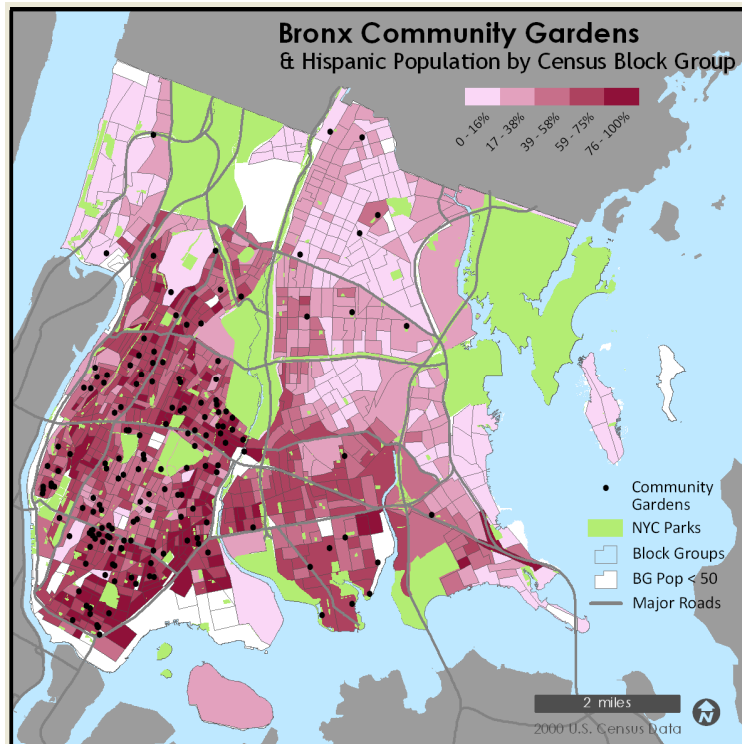 Bronx Community Gardens
& Hispanic Population by Census Block Group
0 - 16%
17 - 38%
39 - 58%
59 - 75%
76 - 100%
Community
Gardens
NYC Parks
Block Groups
BG Pop < 50
Major Roads
2 miles
N
2000 U.S. Census Data